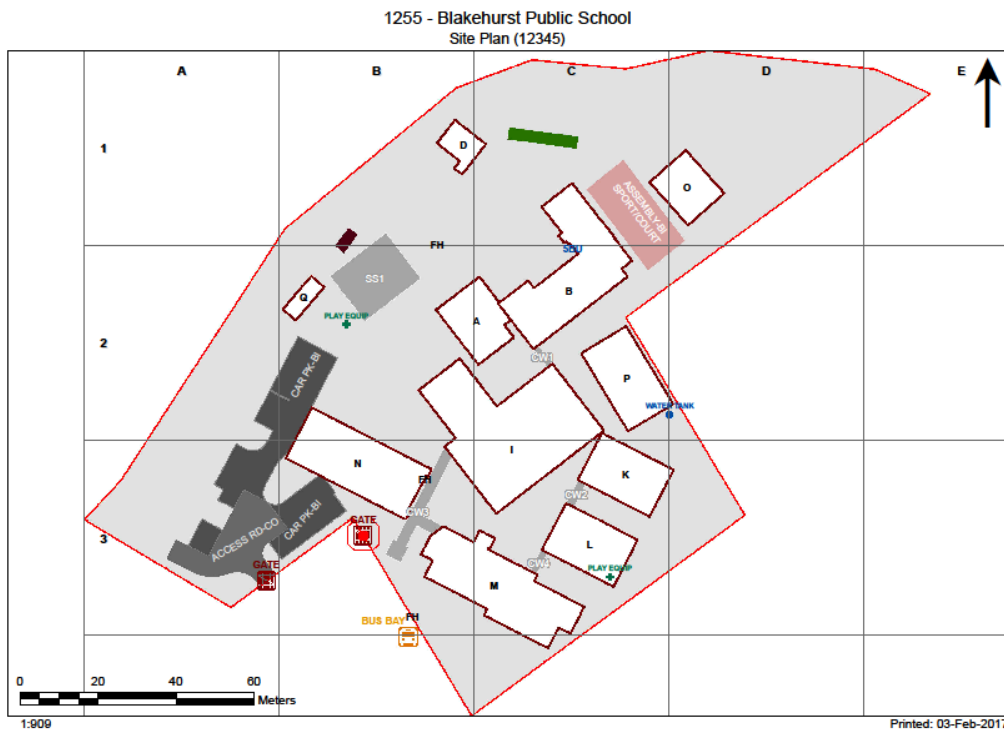 1255 - Blakehurst Public School
Site Plan (12345)
A
B
C
D
E
1
D
O
ASSEMBLY-BI
SPORT/COURT
FH
SBU
SS1
B
Q
PLAY EQUIP
A
2
CW1
CAR PK-BI
P
WATER TANK
I
N
K
FH
CW2
CAR PK-BI
CW3
GATE
ACCESS RD-CO
3
L
CW4
PLAY EQUIP
GATE
M
BUS BAY
FH
0 20 40 60
Meters
1:909
Printed: 03-Feb-2017